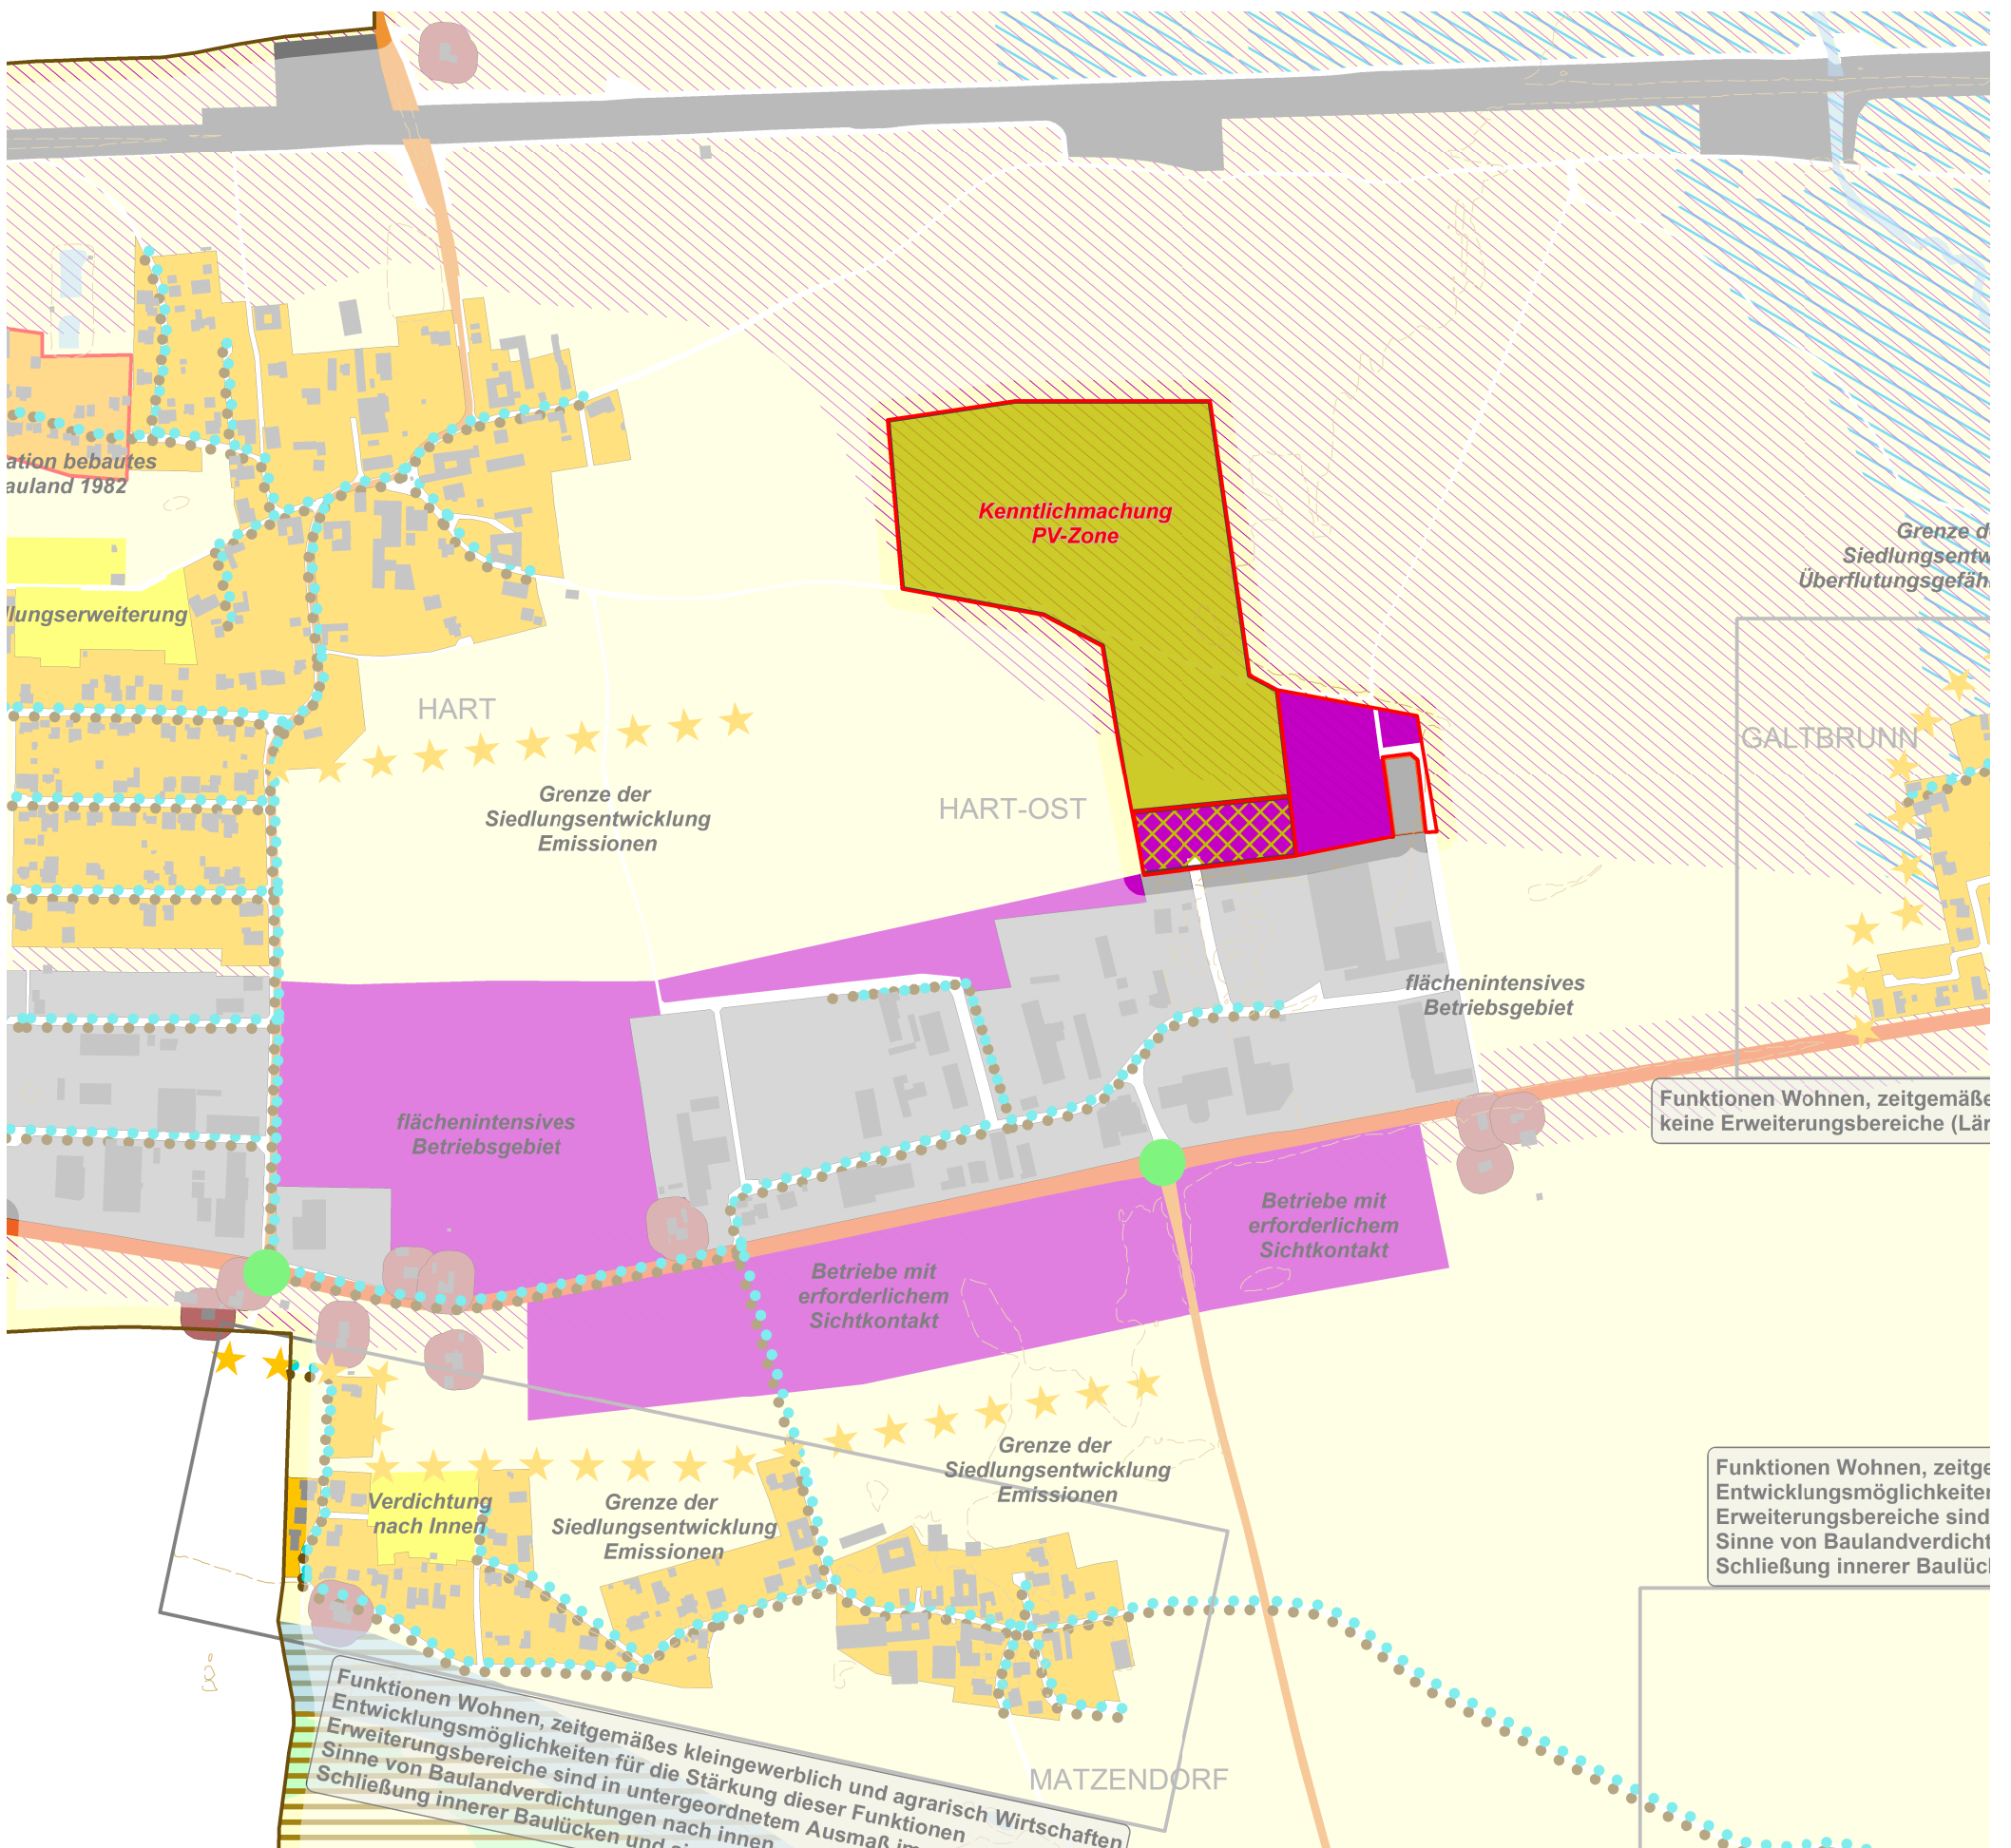 Kenntlichmachung
PV-Zone
ation bebautes
auland 1982
Grenze
Siedlungsentw
Überflutungsgefäh
llungserweiterung
HART
GALTBRUNN
Grenze der
Siedlungsentwicklung
Emissionen
HART-OST
flächenintensives
Betriebsgebiet
flächenintensives
Betriebsgebiet
Funktionen Wohnen, zeitgemäße
keine Erweiterungsbereiche (Lär
Betriebe mit
erforderlichem
Sichtkontakt
Betriebe mit
erforderlichem
Sichtkontakt
Grenze der
Siedlungsentwicklung
Emissionen
Verdichtung
nach Innen
Grenze der
Siedlungsentwicklung
Emissionen
Funktionen Wohnen, zeitge
Entwicklungsmöglichkeiten
Erweiterungsbereiche sind
Sinne von Baulandverdicht
Schließung innerer Baulück
Funktionen Wohnen, zeitgemäßes kleingewerblich und agrarisch Wirtschaften
Entwicklungsmöglichkeiten für die Stärkung dieser Funktionen
Erweiterungsbereiche sind in untergeordnetem Ausmaß im
Sinne von Baulandverdichtungen nach innen
Schließung innerer Baulücken und
MATZENDORF